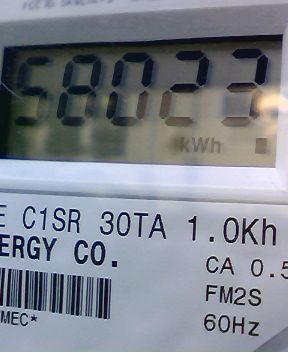 58023
kWh
E C1SR 30TA 1.0Kh
ERGY CO.
CA 0.5
FM2S
MEC*
60Hz